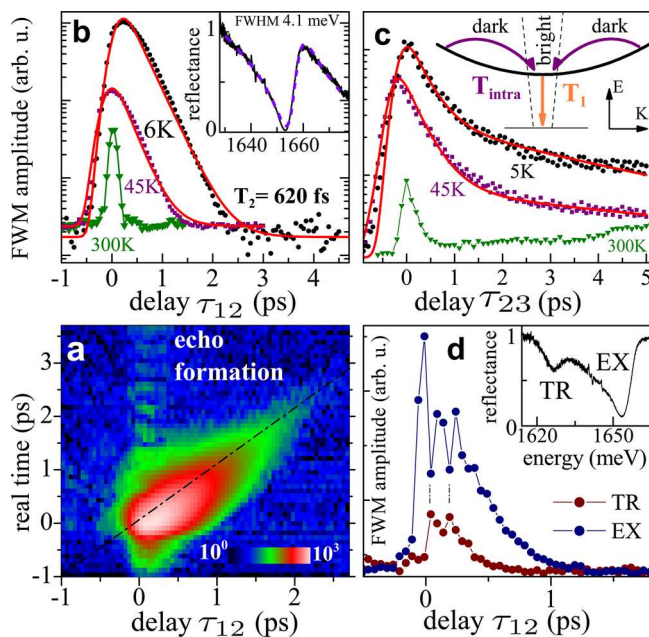 b
FWHM 4.1 meV
1
reflectance
0
1640
1660
6K
45K
300K
T₂= 620 fs
FWM amplitude (arb. u.)
-1 0 1 2 3 4
delay τ₁₂ (ps)
c
dark
bright
dark
T_intra
T₁
E
K
5K
45K
300K
0 1 2 3 4 5
delay τ₂₃ (ps)
a
echo
formation
real time (ps)
3
2
1
0
-1
10⁰
10³
-1 0 1 2
delay τ₁₂ (ps)
d
FWM amplitude (arb. u.)
1
reflectance
0
TR
EX
1620
1653
energy (meV)
TR
EX
0 1
delay τ₁₂ (ps)